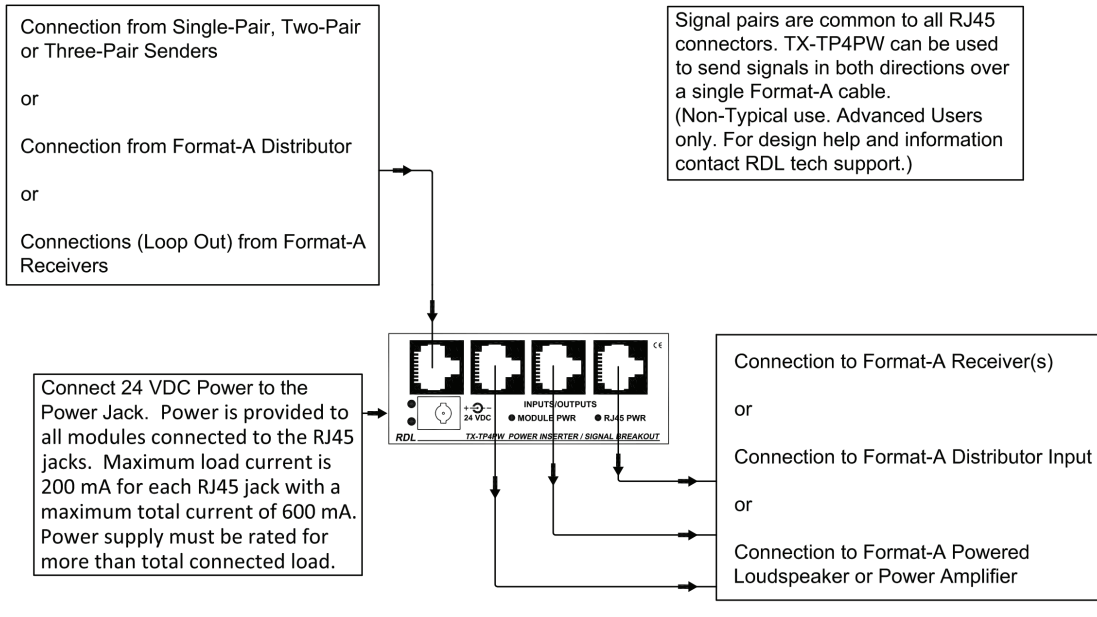 Connection from Single-Pair, Two-Pair
or Three-Pair Senders
or
Connection from Format-A Distributor
or
Connections (Loop Out) from Format-A
Receivers
Signal pairs are common to all RJ45
connectors. TX-TP4PW can be used
to send signals in both directions over
a single Format-A cable.
(Non-Typical use. Advanced Users
only. For design help and information
contact RDL tech support.)
Connect 24 VDC Power to the
Power Jack. Power is provided to
all modules connected to the RJ45
jacks. Maximum load current is
200 mA for each RJ45 jack with a
maximum total current of 600 mA.
Power supply must be rated for
more than total connected load.
CE
INPUTS/OUTPUTS
+ -
24 VDC
MODULE PWR
RJ45 PWR
RDL
TX-TP4PW POWER INSERTER / SIGNAL BREAKOUT
Connection to Format-A Receiver(s)
or
Connection to Format-A Distributor Input
or
Connection to Format-A Powered
Loudspeaker or Power Amplifier